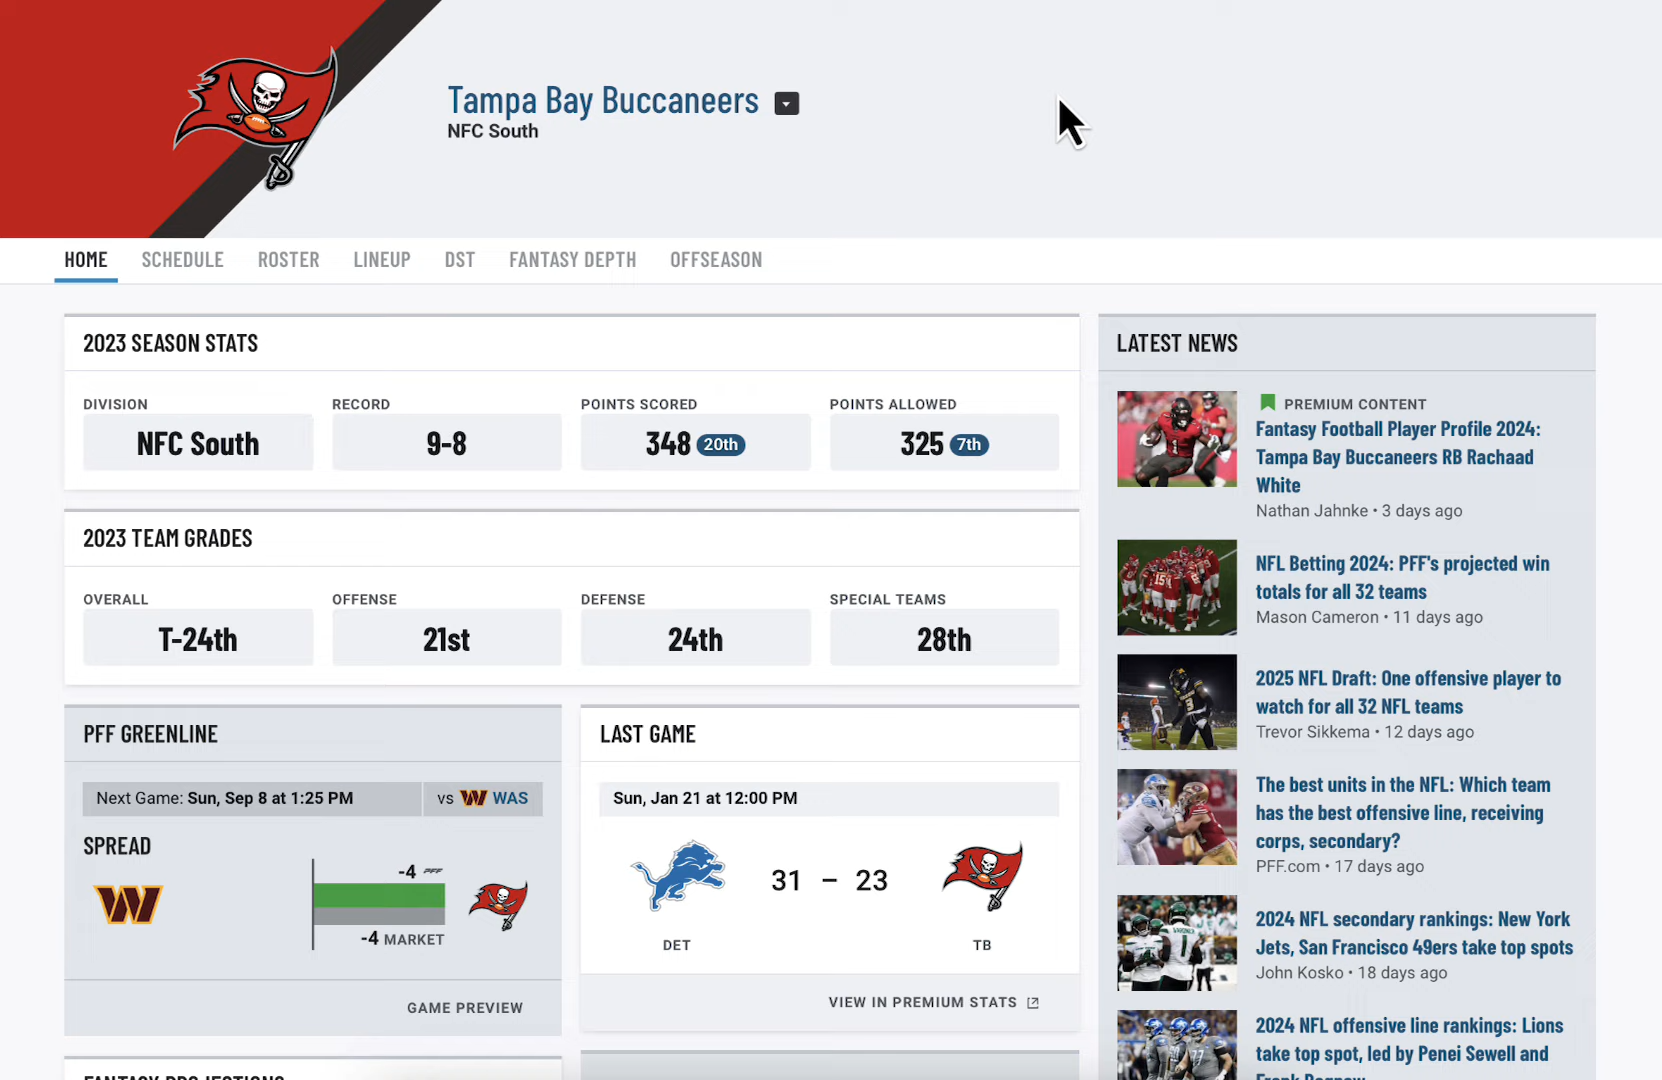 Tampa Bay Buccaneers
NFC South
HOME SCHEDULE ROSTER LINEUP DST FANTASY DEPTH OFFSEASON
2023 SEASON STATS
DIVISION RECORD POINTS SCORED POINTS ALLOWED
NFC South 9-8 348 20th 325 7th
2023 TEAM GRADES
OVERALL OFFENSE DEFENSE SPECIAL TEAMS
T-24th 21st 24th 28th
PFF GREENLINE
Next Game: Sun, Sep 8 at 1:25 PM vs W WAS
SPREAD
-4 PFF
W
-4 MARKET
GAME PREVIEW
LAST GAME
Sun, Jan 21 at 12:00 PM
31 – 23
DET TB
VIEW IN PREMIUM STATS
FANTASY PROJECTIONS
LATEST NEWS
PREMIUM CONTENT
Fantasy Football Player Profile 2024:
Tampa Bay Buccaneers RB Rachaad
White
Nathan Jahnke • 3 days ago
NFL Betting 2024: PFF's projected win
totals for all 32 teams
Mason Cameron • 11 days ago
2025 NFL Draft: One offensive player to
watch for all 32 NFL teams
Trevor Sikkema • 12 days ago
The best units in the NFL: Which team
has the best offensive line, receiving
corps, secondary?
PFF.com • 17 days ago
2024 NFL secondary rankings: New York
Jets, San Francisco 49ers take top spots
John Kosko • 18 days ago
2024 NFL offensive line rankings: Lions
take top spot, led by Penei Sewell and
Frank Ragnow